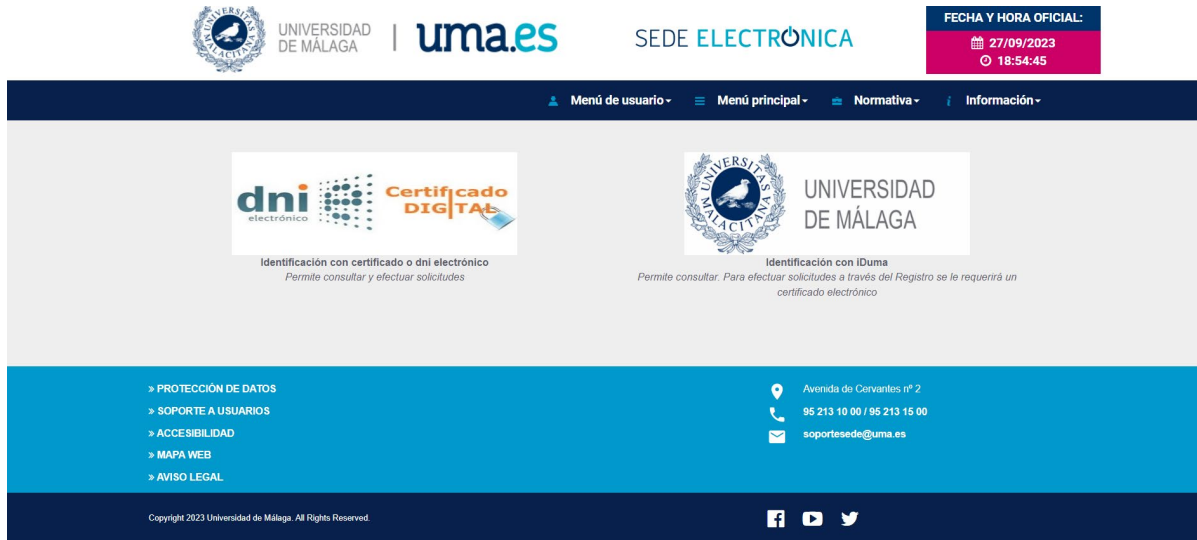 UNIVERSIDAD
DE MÁLAGA
uma.es
SEDE ELECTRÓNICA
FECHA Y HORA OFICIAL:
27/09/2023
18:54:45
Menú de usuario
Menú principal
Normativa
Información
dni
electrónico
Certificado
DIGITAL
Identificación con certificado o dni electrónico
Permite consultar y efectuar solicitudes
UNIVERSITAS
MALACITANA
UNIVERSIDAD
DE MÁLAGA
Identificación con iDuma
Permite consultar. Para efectuar solicitudes a través del Registro se le requerirá un
certificado electrónico
» PROTECCIÓN DE DATOS
» SOPORTE A USUARIOS
» ACCESIBILIDAD
» MAPA WEB
» AVISO LEGAL
Avenida de Cervantes nº 2
95 213 10 00 / 95 213 15 00
soportesede@uma.es
Copyright 2023 Universidad de Málaga. All Rights Reserved.